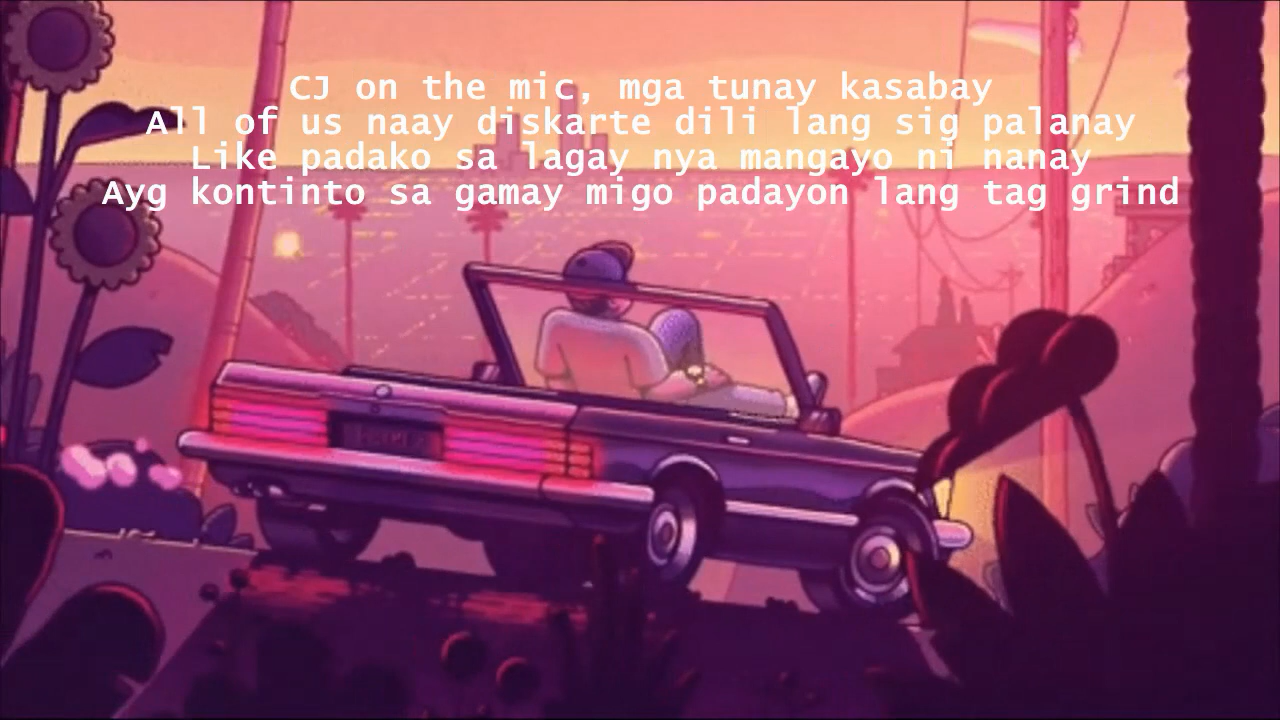 CJ on the mic, mga tunay kasabay
All of us naay diskarte dili lang sig palanay
Like padako sa lagay nya mangayo ni nanay
Ayg kontinto sa gamay migo padayon lang tag grind